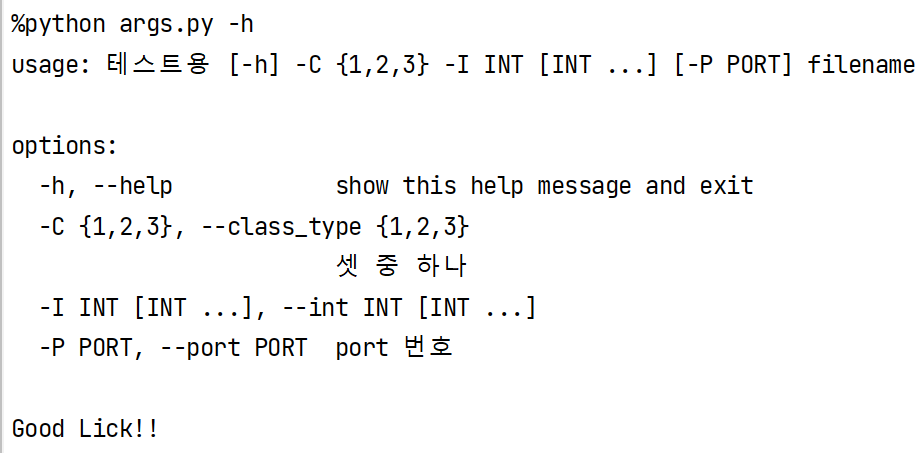 %python args.py -h
usage: 테스트용 [-h] -C {1,2,3} -I INT [INT ...] [-P PORT] filename
options:
-h, --help show this help message and exit
-C {1,2,3}, --class_type {1,2,3}
셋 중 하나
-I INT [INT ...], --int INT [INT ...]
-P PORT, --port PORT port 번호
Good Lick!!